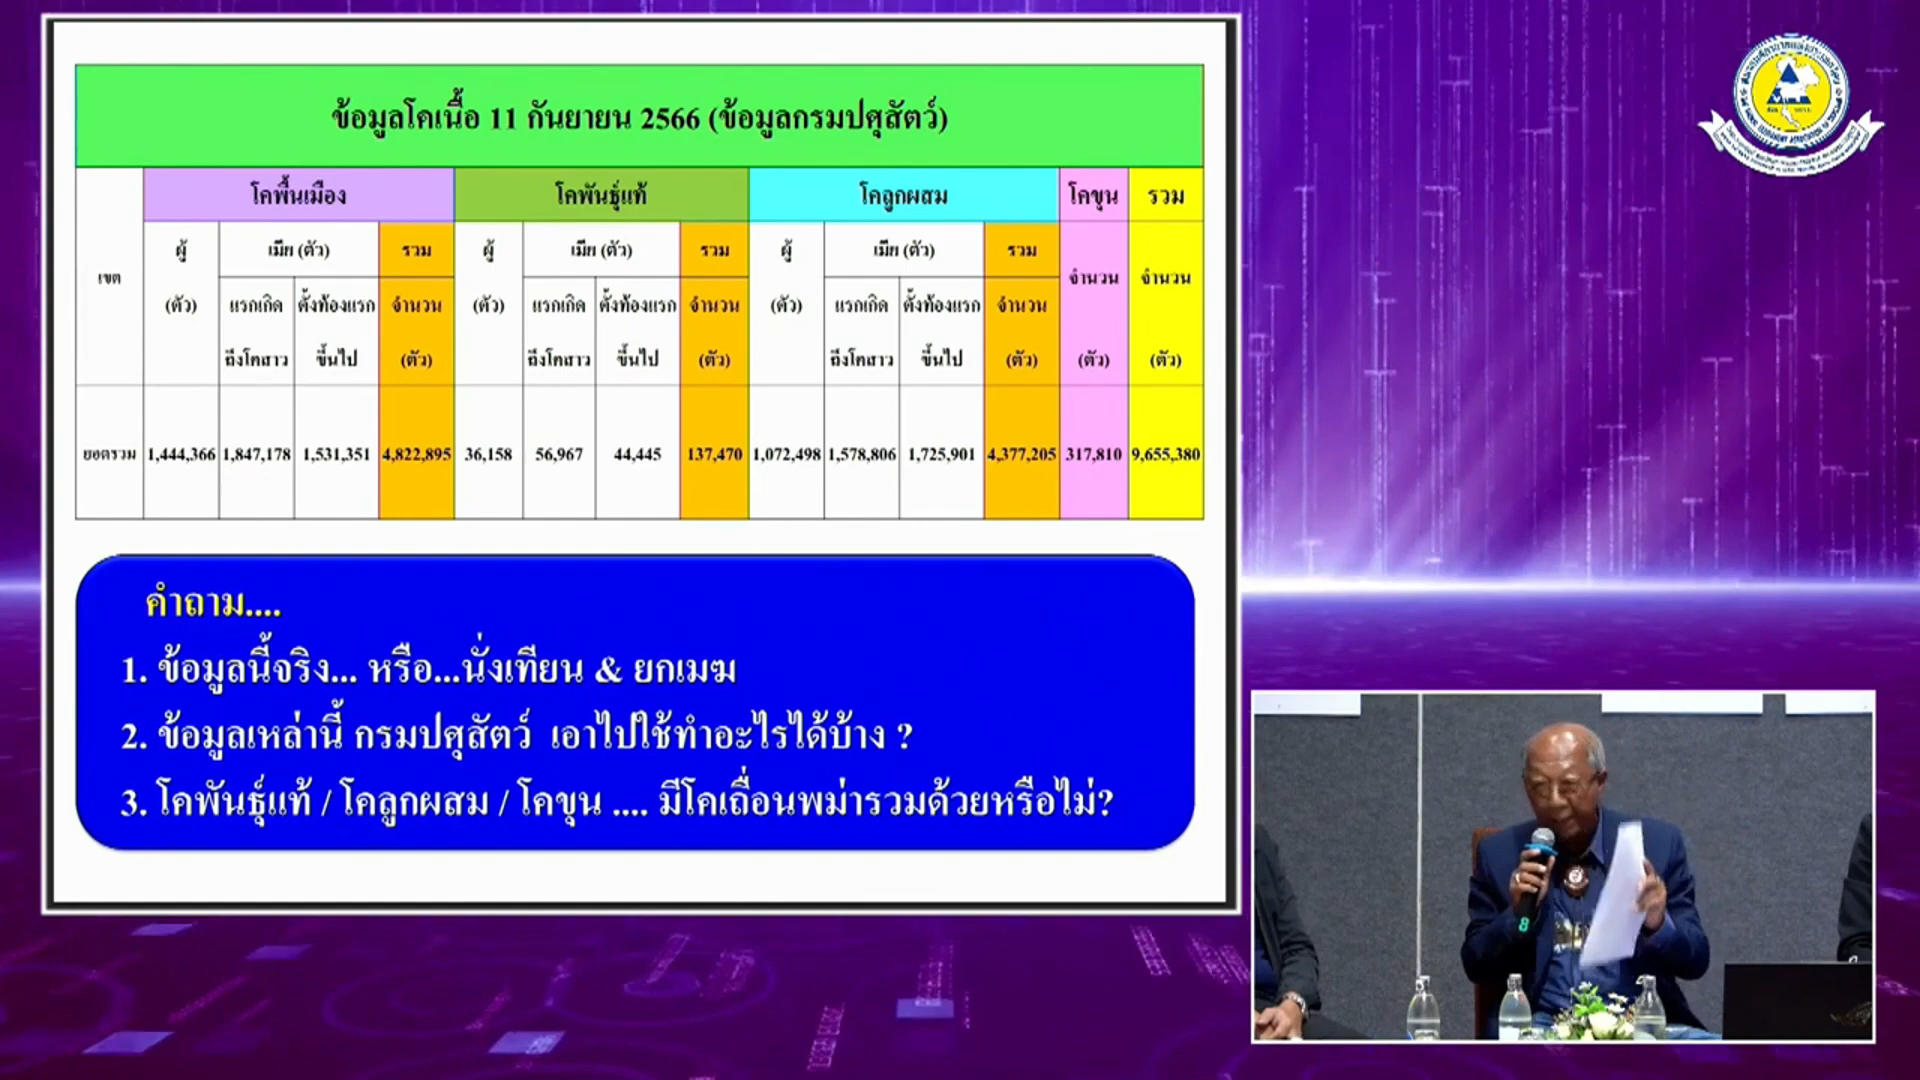 ข้อมูลโคเนื้อ 11 กันยายน 2566 (ข้อมูลกรมปศุสัตว์)
เขต โคพื้นเมือง โคพันธุ์แท้ โคลูกผสม โคขุน รวม
ผู้ เมีย (ตัว) รวม ผู้ เมีย (ตัว) รวม ผู้ เมีย (ตัว) รวม จำนวน จำนวน
(ตัว) แรกเกิด ตั้งท้องแรก จำนวน (ตัว) แรกเกิด ตั้งท้องแรก จำนวน (ตัว) แรกเกิด ตั้งท้องแรก จำนวน
ถึงโคสาว ขึ้นไป (ตัว) ถึงโคสาว ขึ้นไป (ตัว) ถึงโคสาว ขึ้นไป (ตัว) (ตัว) (ตัว)
ยอดรวม 1,444,366 1,847,178 1,531,351 4,822,895 36,158 56,967 44,445 137,470 1,072,498 1,578,806 1,725,901 4,377,205 317,810 9,655,380
คำถาม....
1. ข้อมูลนี้จริง... หรือ...นั่งเทียน & ยกเมฆ
2. ข้อมูลเหล่านี้ กรมปศุสัตว์ เอาไปใช้ทำอะไรได้บ้าง ?
3. โคพันธุ์แท้ / โคลูกผสม / โคขุน .... มีโคเถื่อนพม่ารวมด้วยหรือไม่?
8